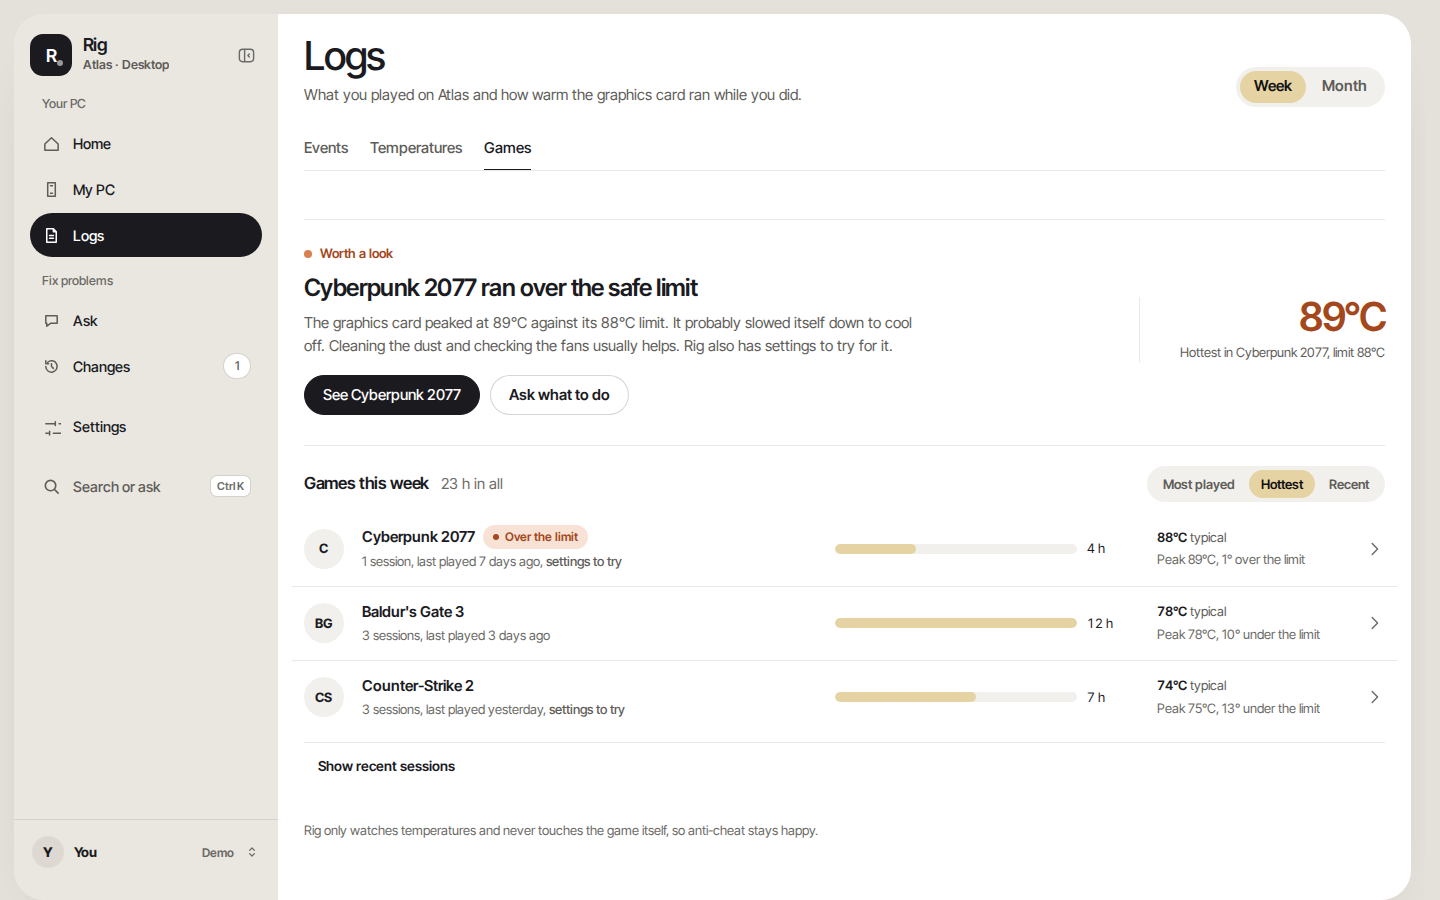 R
Rig
Atlas · Desktop
Your PC
Home
My PC
Logs
Fix problems
Ask
Changes
1
Settings
Search or ask
Ctrl K
Y
You
Demo
Logs
What you played on Atlas and how warm the graphics card ran while you did.
Week
Month
Events
Temperatures
Games
Worth a look
Cyberpunk 2077 ran over the safe limit
The graphics card peaked at 89°C against its 88°C limit. It probably slowed itself down to cool
off. Cleaning the dust and checking the fans usually helps. Rig also has settings to try for it.
See Cyberpunk 2077
Ask what to do
89°C
Hottest in Cyberpunk 2077, limit 88°C
Games this week
23 h in all
Most played
Hottest
Recent
C
Cyberpunk 2077
Over the limit
1 session, last played 7 days ago, settings to try
4 h
88°C typical
Peak 89°C, 1° over the limit
BG
Baldur's Gate 3
3 sessions, last played 3 days ago
12 h
78°C typical
Peak 78°C, 10° under the limit
CS
Counter-Strike 2
3 sessions, last played yesterday, settings to try
7 h
74°C typical
Peak 75°C, 13° under the limit
Show recent sessions
Rig only watches temperatures and never touches the game itself, so anti-cheat stays happy.